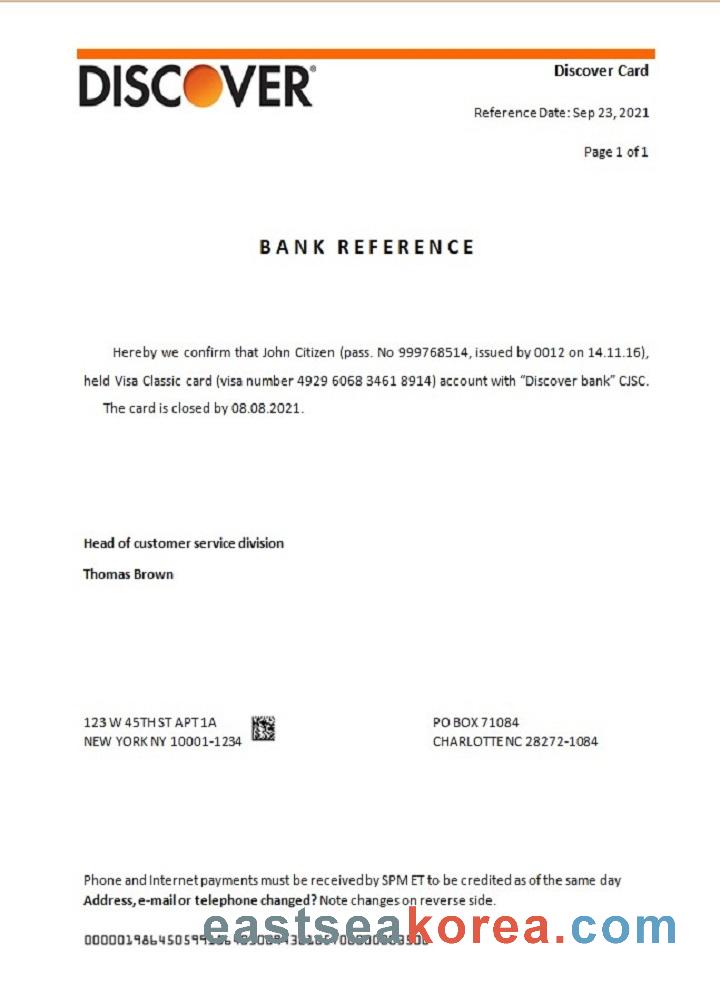 DISCOVER®
Discover Card
Reference Date: Sep 23, 2021
Page 1 of 1
BANK REFERENCE
Hereby we confirm that John Citizen (pass. No 999768514, issued by 0012 on 14.11.16),
held Visa Classic card (visa number 4929 6068 3461 8914) account with “Discover bank” CJSC.
The card is closed by 08.08.2021.
Head of customer service division
Thomas Brown
123 W 45TH ST APT 1A
NEW YORK NY 10001-1234
PO BOX 71084
CHARLOTTE NC 28272-1084
Phone and Internet payments must be received by SPM ET to be credited as of the same day
Address, e-mail or telephone changed? Note changes on reverse side.
eastseakorea.com